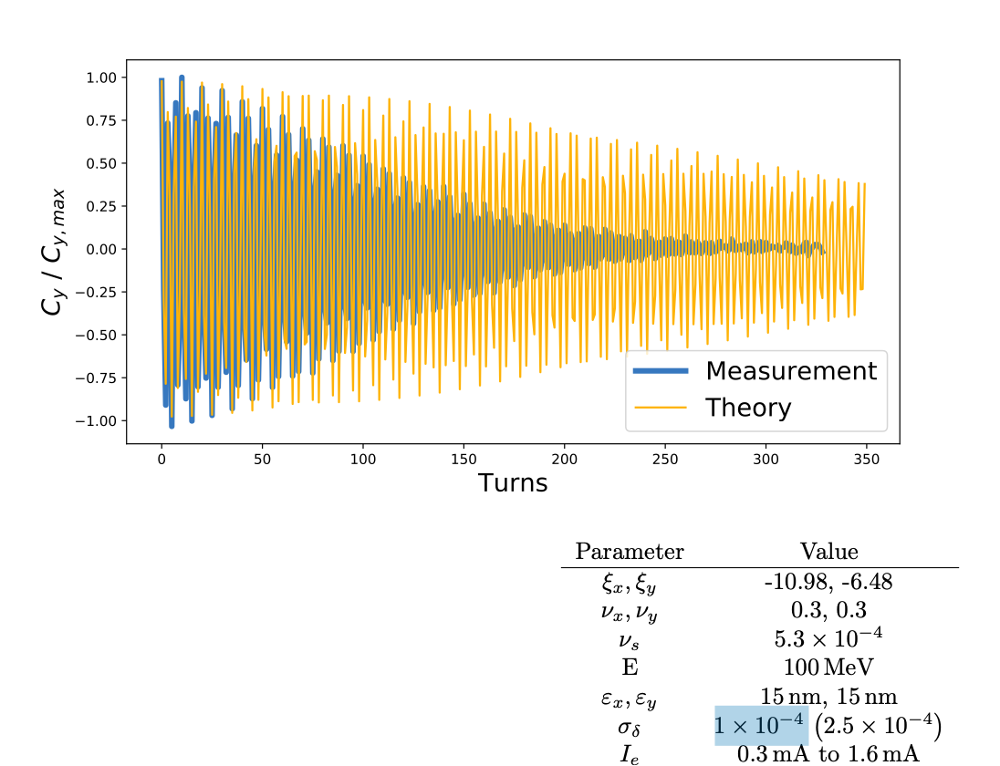 1.00
0.75
0.50
0.25
0.00
−0.25
−0.50
−0.75
−1.00
C_y / C_{y,max}
Measurement
Theory
0 50 100 150 200 250 300 350
Turns
Parameter Value
ξ_x, ξ_y -10.98, -6.48
ν_x, ν_y 0.3, 0.3
ν_s 5.3 × 10^{−4}
E 100 MeV
ε_x, ε_y 15 nm, 15 nm
σ_δ 1 × 10^{−4} (2.5 × 10^{−4})
I_e 0.3 mA to 1.6 mA